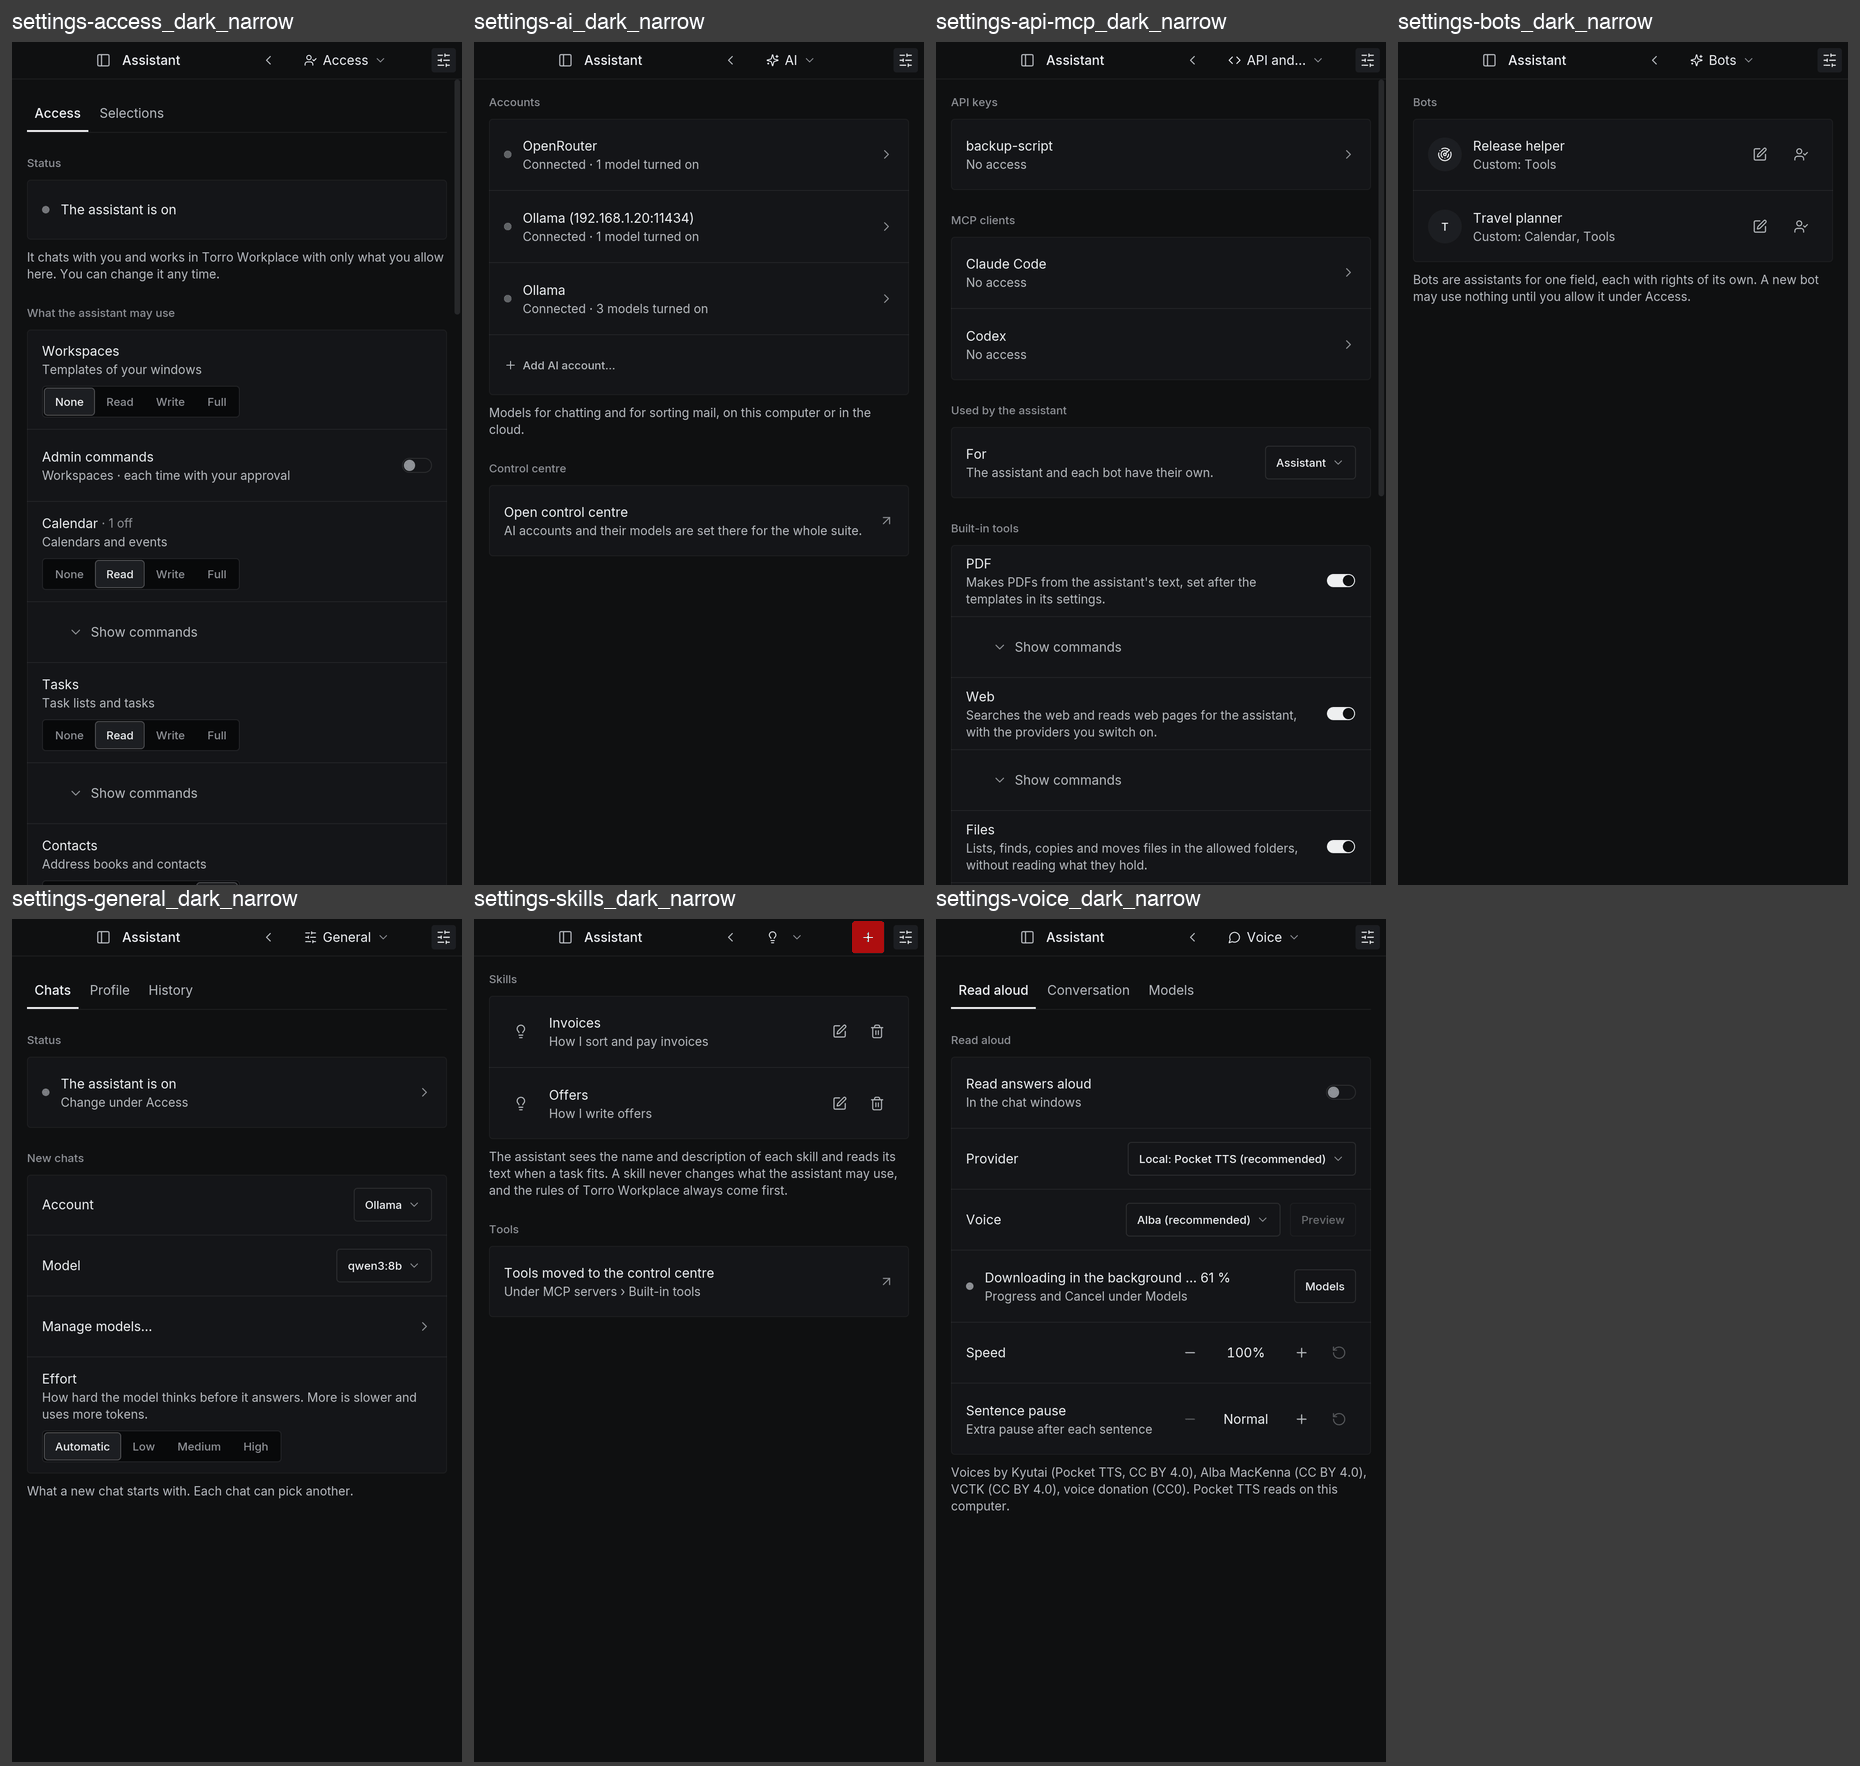 settings-access_dark_narrow
Assistant
Access
Access
Selections
Status
The assistant is on
It chats with you and works in Torro Workplace with only what you allow
here. You can change it any time.
What the assistant may use
Workspaces
Templates of your windows
None
Read
Write
Full
Admin commands
Workspaces · each time with your approval
Calendar · 1 off
Calendars and events
None
Read
Write
Full
Show commands
Tasks
Task lists and tasks
None
Read
Write
Full
Show commands
Contacts
Address books and contacts
settings-ai_dark_narrow
Assistant
AI
Accounts
OpenRouter
Connected · 1 model turned on
Ollama (192.168.1.20:11434)
Connected · 1 model turned on
Ollama
Connected · 3 models turned on
Add AI account...
Models for chatting and for sorting mail, on this computer or in the
cloud.
Control centre
Open control centre
AI accounts and their models are set there for the whole suite.
settings-api-mcp_dark_narrow
Assistant
API and...
API keys
backup-script
No access
MCP clients
Claude Code
No access
Codex
No access
Used by the assistant
For
The assistant and each bot have their own.
Assistant
Built-in tools
PDF
Makes PDFs from the assistant's text, set after the
templates in its settings.
Show commands
Web
Searches the web and reads web pages for the assistant,
with the providers you switch on.
Show commands
Files
Lists, finds, copies and moves files in the allowed folders,
without reading what they hold.
settings-bots_dark_narrow
Assistant
Bots
Bots
Release helper
Custom: Tools
T
Travel planner
Custom: Calendar, Tools
Bots are assistants for one field, each with rights of its own. A new bot
may use nothing until you allow it under Access.
settings-general_dark_narrow
Assistant
General
Chats
Profile
History
Status
The assistant is on
Change under Access
New chats
Account
Ollama
Model
qwen3:8b
Manage models...
Effort
How hard the model thinks before it answers. More is slower and
uses more tokens.
Automatic
Low
Medium
High
What a new chat starts with. Each chat can pick another.
settings-skills_dark_narrow
Assistant
Skills
Invoices
How I sort and pay invoices
Offers
How I write offers
The assistant sees the name and description of each skill and reads its
text when a task fits. A skill never changes what the assistant may use,
and the rules of Torro Workplace always come first.
Tools
Tools moved to the control centre
Under MCP servers › Built-in tools
settings-voice_dark_narrow
Assistant
Voice
Read aloud
Conversation
Models
Read aloud
Read answers aloud
In the chat windows
Provider
Local: Pocket TTS (recommended)
Voice
Alba (recommended)
Preview
Downloading in the background ... 61 %
Progress and Cancel under Models
Models
Speed
100%
Sentence pause
Extra pause after each sentence
Normal
Voices by Kyutai (Pocket TTS, CC BY 4.0), Alba MacKenna (CC BY 4.0),
VCTK (CC BY 4.0), voice donation (CC0). Pocket TTS reads on this
computer.